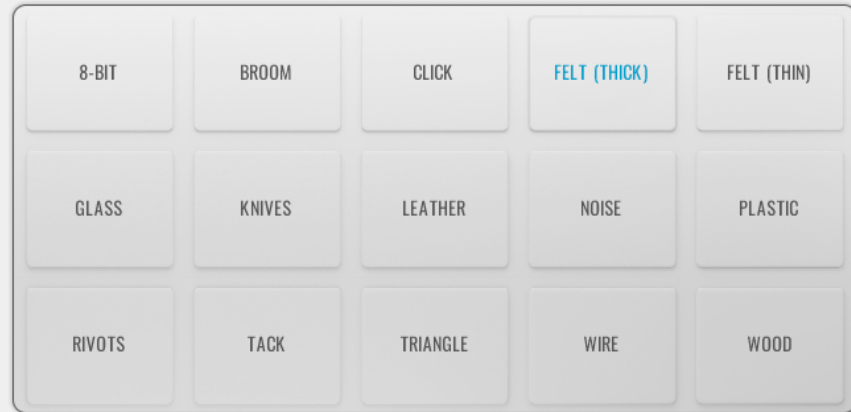 8-BIT BROOM CLICK FELT (THICK) FELT (THIN)
GLASS KNIVES LEATHER NOISE PLASTIC
RIVOTS TACK TRIANGLE WIRE WOOD